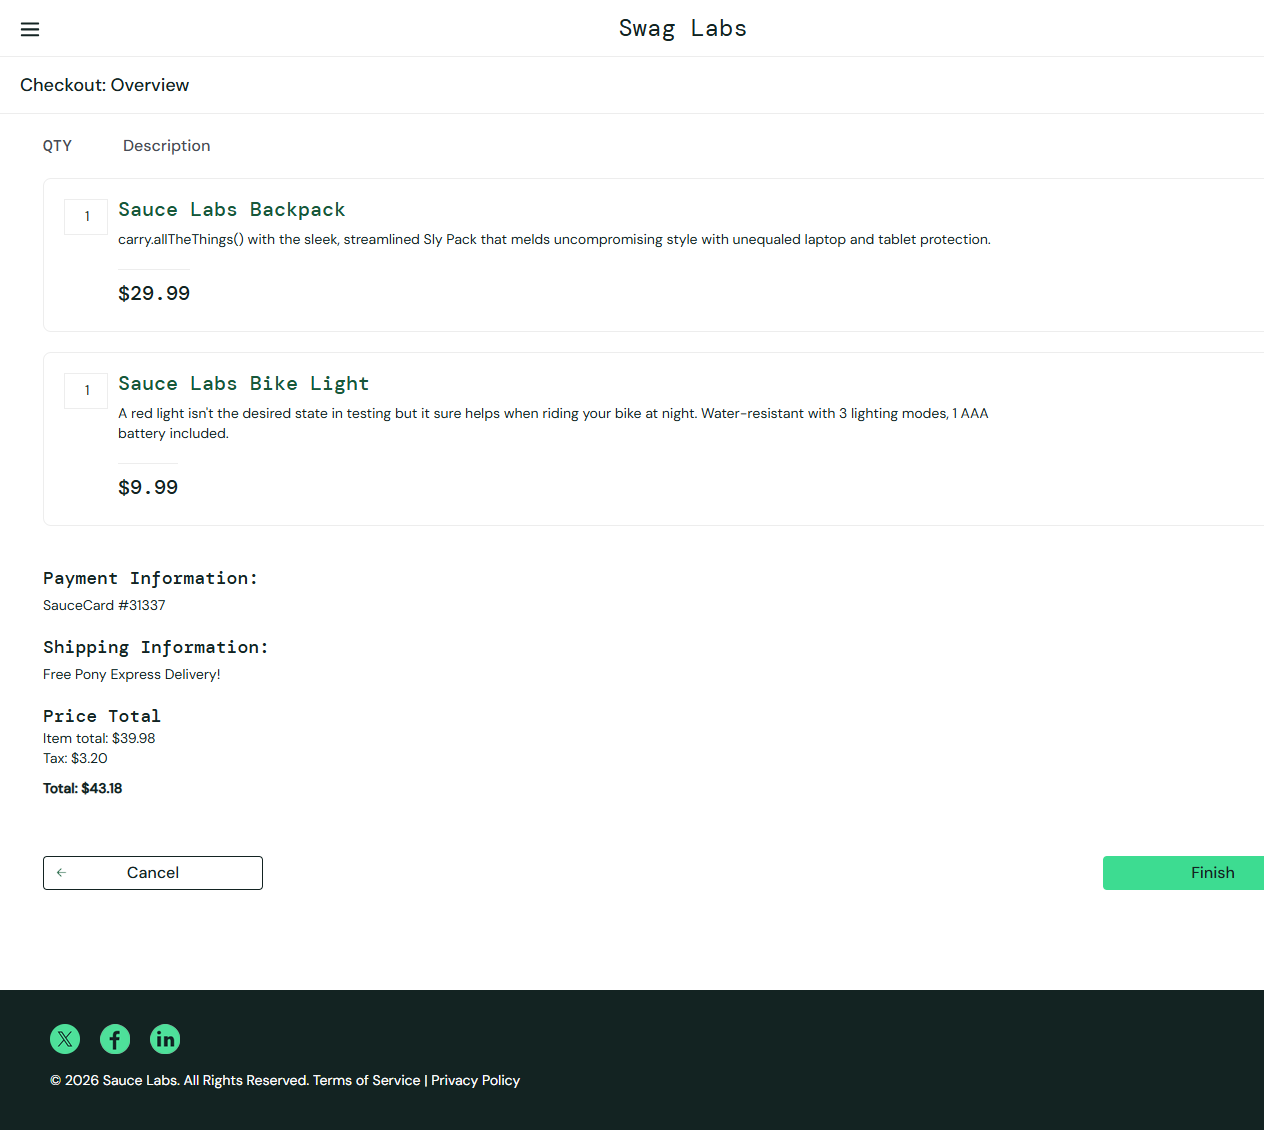 Swag Labs
Checkout: Overview
QTY Description
1 Sauce Labs Backpack
carry.allTheThings() with the sleek, streamlined Sly Pack that melds uncompromising style with unequaled laptop and tablet protection.
$29.99
1 Sauce Labs Bike Light
A red light isn't the desired state in testing but it sure helps when riding your bike at night. Water-resistant with 3 lighting modes, 1 AAA
battery included.
$9.99
Payment Information:
SauceCard #31337
Shipping Information:
Free Pony Express Delivery!
Price Total
Item total: $39.98
Tax: $3.20
Total: $43.18
Cancel Finish
© 2026 Sauce Labs. All Rights Reserved. Terms of Service | Privacy Policy